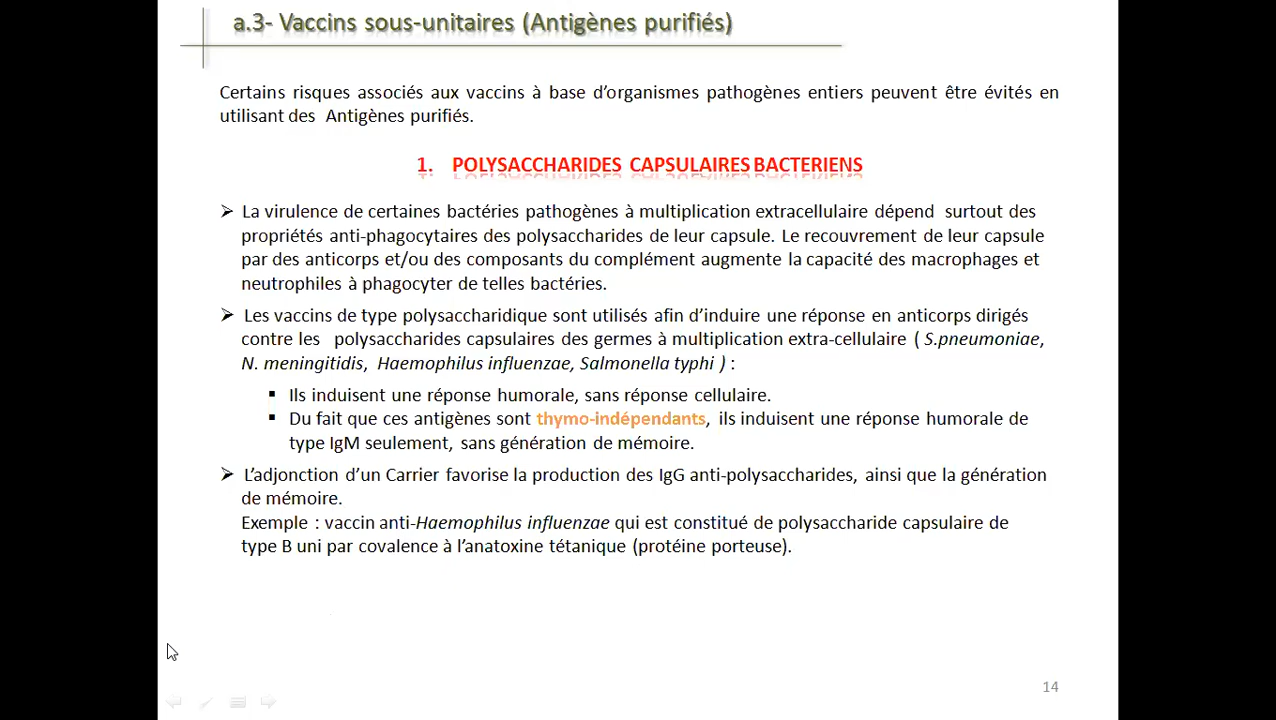 a.3- Vaccins sous-unitaires (Antigènes purifiés)
Certains risques associés aux vaccins à base d’organismes pathogènes entiers peuvent être évités en
utilisant des Antigènes purifiés.
1. POLYSACCHARIDES CAPSULAIRES BACTERIENS
➢ La virulence de certaines bactéries pathogènes à multiplication extracellulaire dépend surtout des
propriétés anti-phagocytaires des polysaccharides de leur capsule. Le recouvrement de leur capsule
par des anticorps et/ou des composants du complément augmente la capacité des macrophages et
neutrophiles à phagocyter de telles bactéries.
➢ Les vaccins de type polysaccharidique sont utilisés afin d’induire une réponse en anticorps dirigés
contre les polysaccharides capsulaires des germes à multiplication extra-cellulaire ( S.pneumoniae,
N. meningitidis, Haemophilus influenzae, Salmonella typhi ) :
▪ Ils induisent une réponse humorale, sans réponse cellulaire.
▪ Du fait que ces antigènes sont thymo-indépendants, ils induisent une réponse humorale de
type IgM seulement, sans génération de mémoire.
➢ L’adjonction d’un Carrier favorise la production des IgG anti-polysaccharides, ainsi que la génération
de mémoire.
Exemple : vaccin anti-Haemophilus influenzae qui est constitué de polysaccharide capsulaire de
type B uni par covalence à l’anatoxine tétanique (protéine porteuse).
14